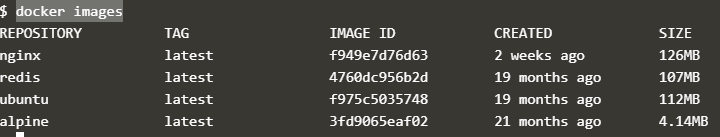 $ docker images
REPOSITORY TAG IMAGE ID CREATED SIZE
nginx latest f949e7d76d63 2 weeks ago 126MB
redis latest 4760dc956b2d 19 months ago 107MB
ubuntu latest f975c5035748 19 months ago 112MB
alpine latest 3fd9065eaf02 21 months ago 4.14MB